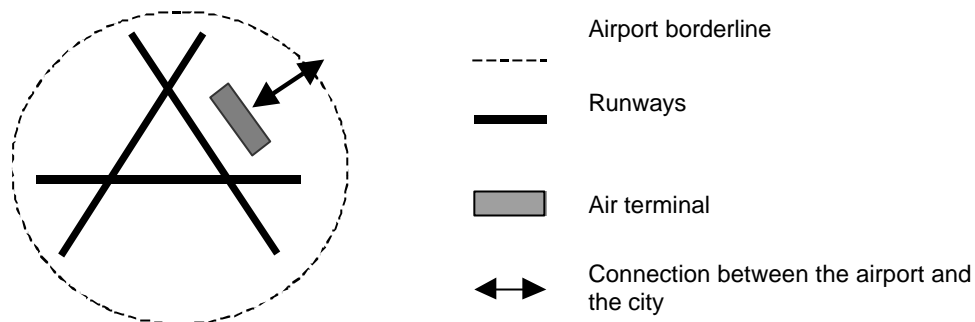 Airport borderline
Runways
Air terminal
Connection between the airport and
the city